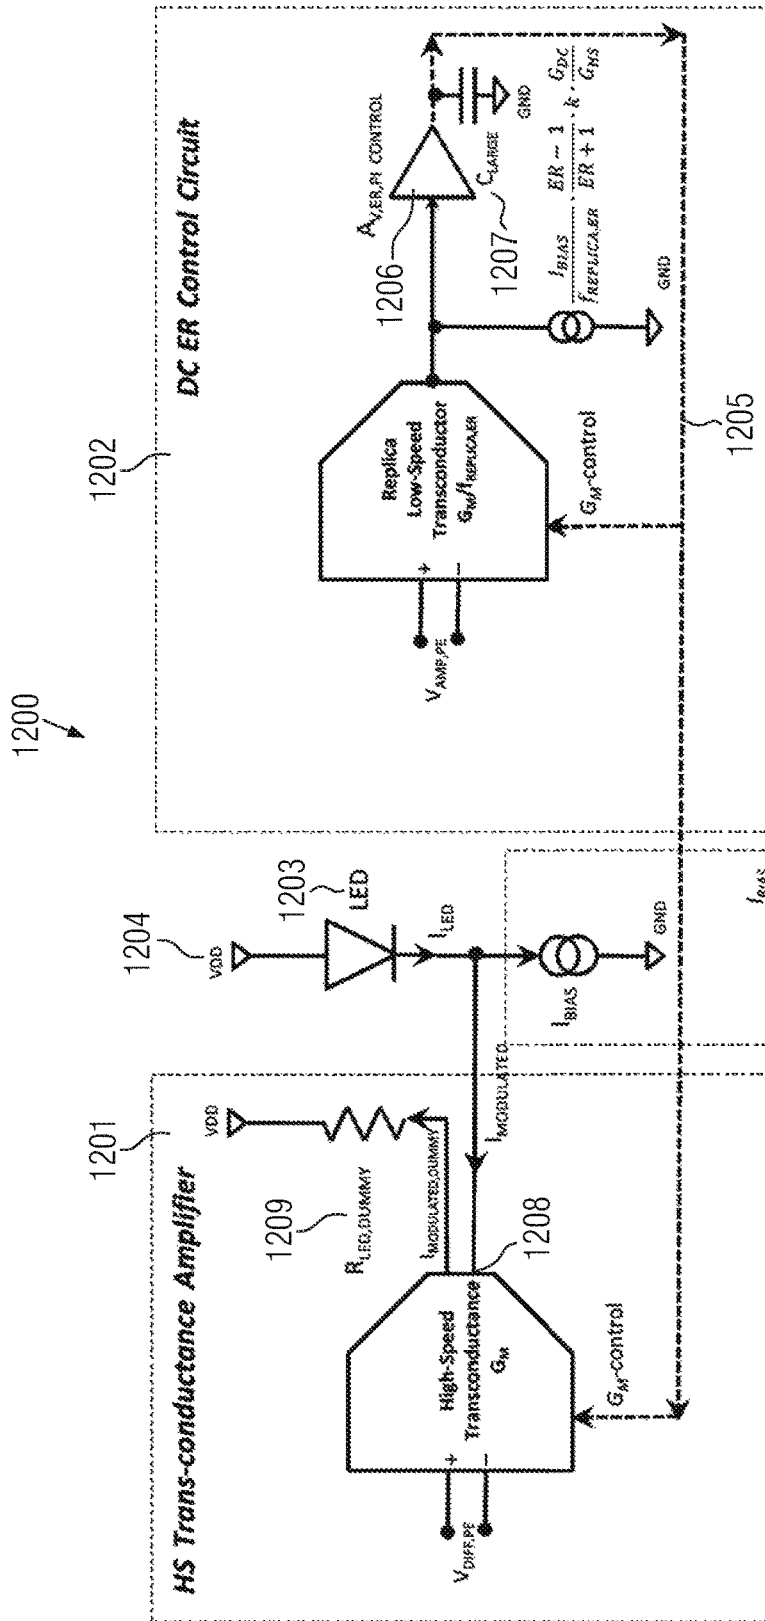 1200
1201
HS Trans-conductance Amplifier
VDD
1209
R_LED,DUMMY
I_MODULATED,DUMMY
1208
High-Speed
Transconductance
G_M
+
−
V_DIFF,PE
G_M-control
I_MODULATED
1204
VDD
1203
LED
I_LED
I_BIAS
GND
I_BIAS
1202
DC ER Control Circuit
Replica
Low-Speed
Transconductor
G_M/f_REPLICA,ER
+
−
V_AMP,PE
G_M-control
1206
A_V,ER,PI CONTROL
1207
C_LARGE
GND
I_BIAS / f_REPLICA,ER · ER − 1 / ER + 1 · k · G_DC / G_HS
GND
1205